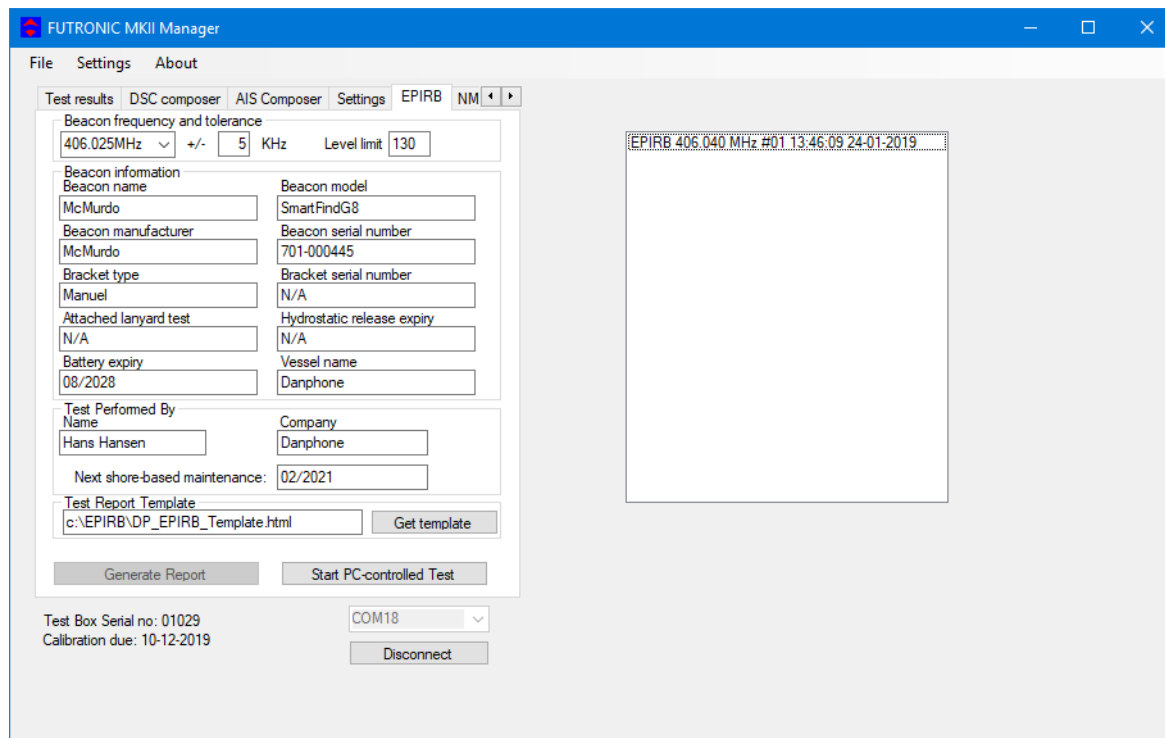 FUTRONIC MKII Manager
File Settings About
Test results DSC composer AIS Composer Settings EPIRB NM
Beacon frequency and tolerance
406.025MHz +/- 5 KHz Level limit 130
Beacon information
Beacon name Beacon model
McMurdo SmartFindG8
Beacon manufacturer Beacon serial number
McMurdo 701-000445
Bracket type Bracket serial number
Manuel N/A
Attached lanyard test Hydrostatic release expiry
N/A N/A
Battery expiry Vessel name
08/2028 Danphone
Test Performed By
Name Company
Hans Hansen Danphone
Next shore-based maintenance: 02/2021
Test Report Template
c:\EPIRB\DP_EPIRB_Template.html Get template
Generate Report Start PC-controlled Test
Test Box Serial no: 01029 COM18
Calibration due: 10-12-2019
Disconnect
EPIRB 406.040 MHz #01 13:46:09 24-01-2019